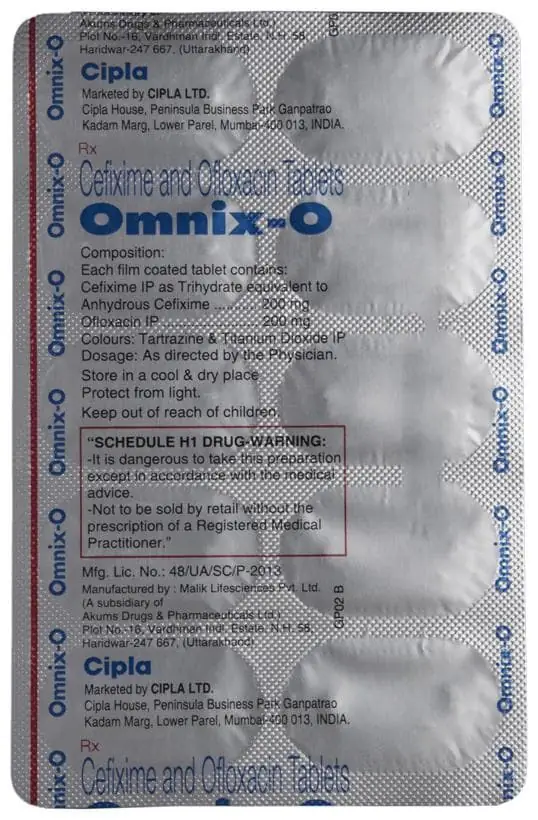 Akums Drugs & Pharmaceuticals Ltd.)
Plot No.-16, Vardhman Indl. Estate, N.H. 58,
Haridwar-247 667, (Uttarakhand)
Cipla
Marketed by CIPLA LTD.
Cipla House, Peninsula Business Park Ganpatrao
Kadam Marg, Lower Parel, Mumbai-400 013, INDIA.
Rx
Cefixime and Ofloxacin Tablets
Omnix-O
Composition:
Each film coated tablet contains:
Cefixime IP as Trihydrate equivalent to
Anhydrous Cefixime ............. 200 mg
Ofloxacin IP ......................... 200 mg
Colours: Tartrazine & Titanium Dioxide IP
Dosage: As directed by the Physician.
Store in a cool & dry place
Protect from light.
Keep out of reach of children.
"SCHEDULE H1 DRUG-WARNING:
-It is dangerous to take this preparation
except in accordance with the medical
advice.
-Not to be sold by retail without the
prescription of a Registered Medical
Practitioner."
Mfg. Lic. No.: 48/UA/SC/P-2013
Manufactured by : Malik Lifesciences Pvt. Ltd.
(A subsidiary of
Akums Drugs & Pharmaceuticals Ltd.)
Plot No.-16, Vardhman Indl. Estate, N.H. 58,
Haridwar-247 667, (Uttarakhand)
GP02 B
Cipla
Marketed by CIPLA LTD.
Cipla House, Peninsula Business Park Ganpatrao
Kadam Marg, Lower Parel, Mumbai-400 013, INDIA.
Rx
Cefixime and Ofloxacin Tablets
Omnix-O
Omnix-O
Omnix-O
Omnix-O
Omnix-O
Omnix-O
Omnix-O
Omnix-O
Omnix-O
Omnix-O
Omnix-O
Omnix-O